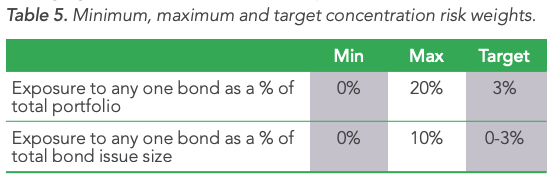 Table 5. Minimum, maximum and target concentration risk weights.
Min Max Target
Exposure to any one bond as a % of 0% 20% 3%
total portfolio
Exposure to any one bond as a % of 0% 10% 0-3%
total bond issue size